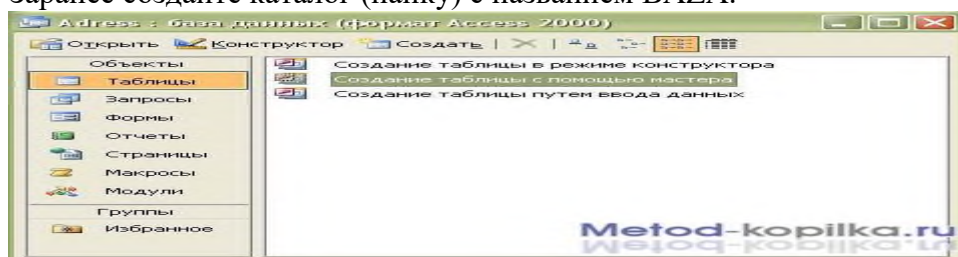 Заранее создайте каталог (папку) с названием BAZA.
Adress : база данных (формат Access 2000)
Открыть Конструктор Создать
Объекты
Таблицы
Запросы
Формы
Отчеты
Страницы
Макросы
Модули
Группы
Избранное
Создание таблицы в режиме конструктора
Создание таблицы с помощью мастера
Создание таблицы путем ввода данных
Metod-kopilka.ru